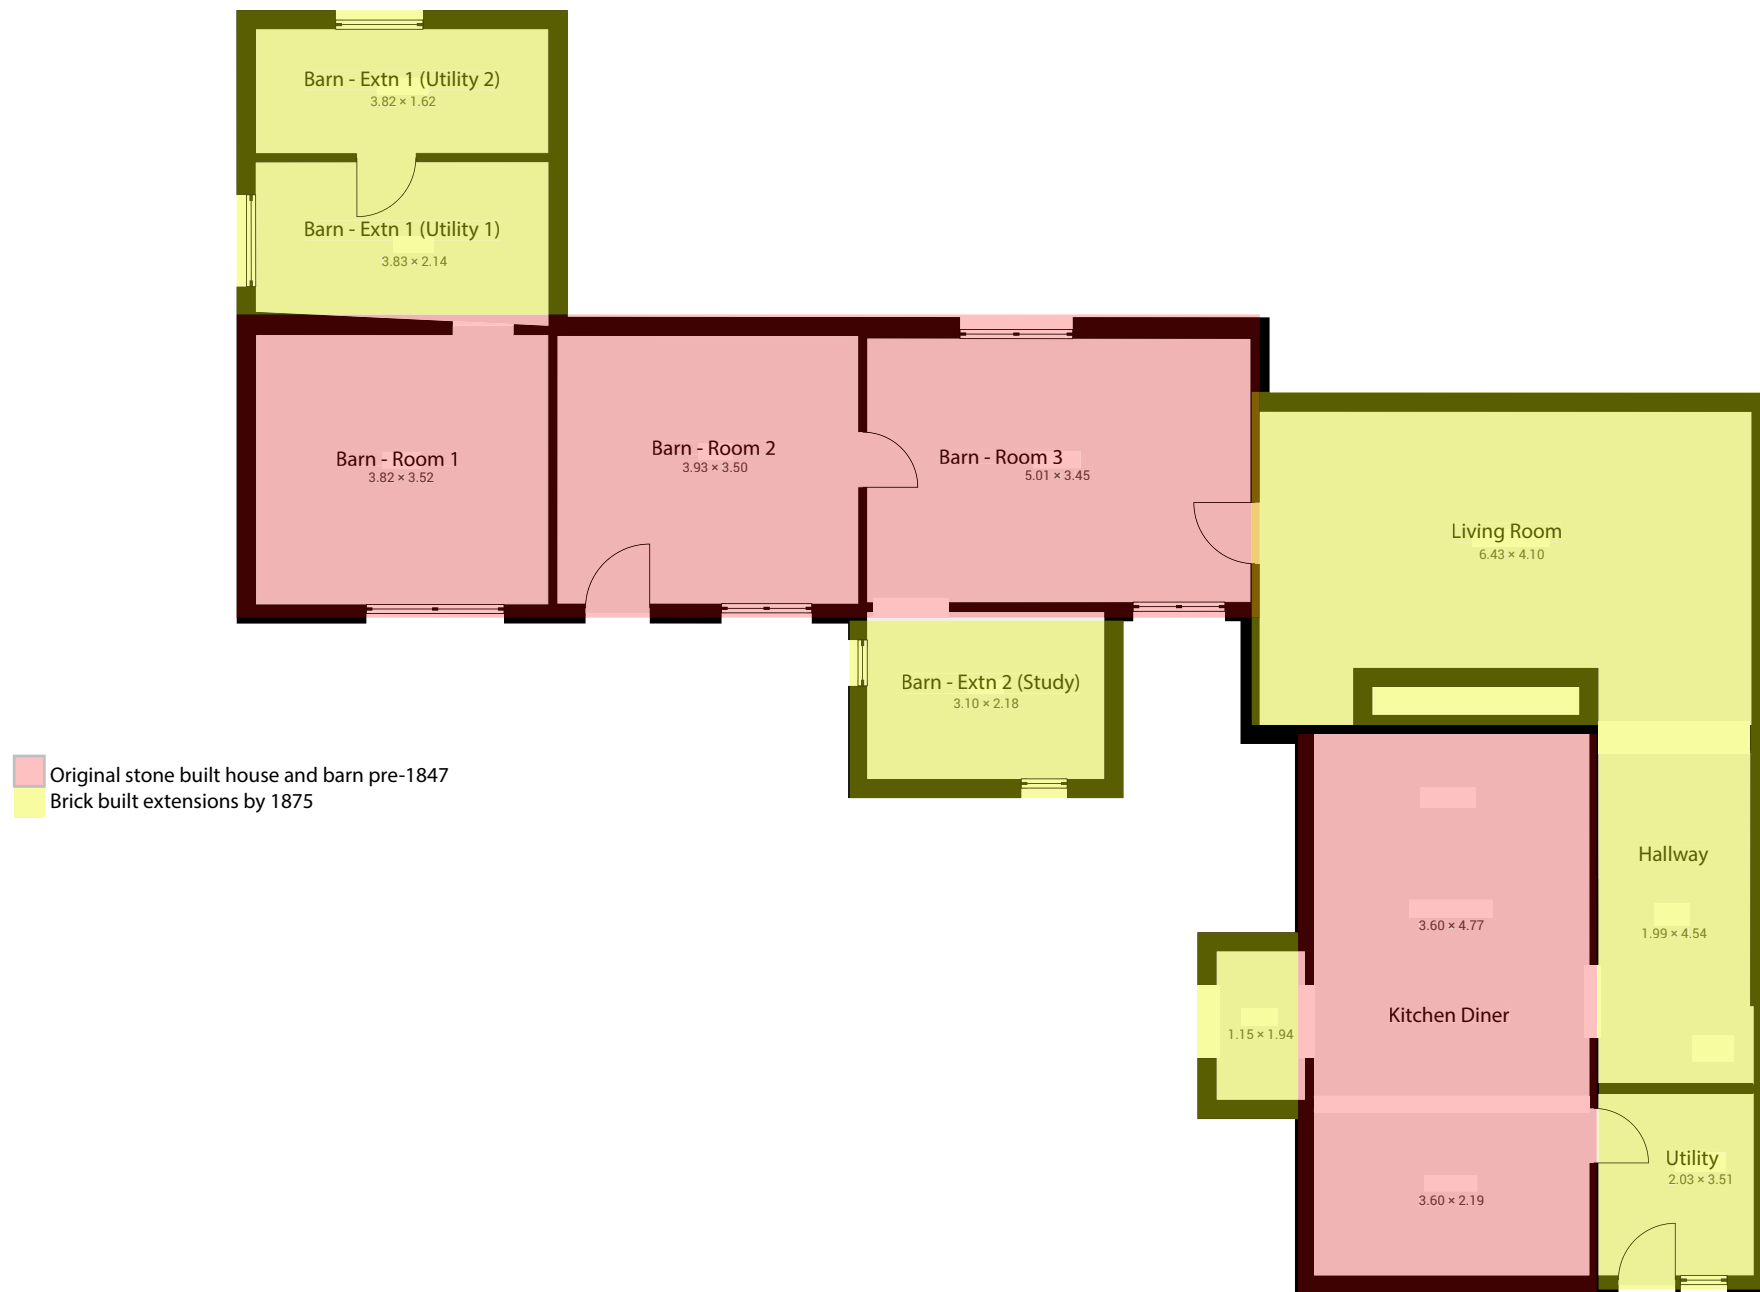 Barn - Extn 1 (Utility 2)
3.82 × 1.62
Barn - Extn 1 (Utility 1)
3.83 × 2.14
Barn - Room 1
3.82 × 3.52
Barn - Room 2
3.93 × 3.50
Barn - Room 3
5.01 × 3.45
Living Room
6.43 × 4.10
Barn - Extn 2 (Study)
3.10 × 2.18
Original stone built house and barn pre-1847
Brick built extensions by 1875
Hallway
1.99 × 4.54
3.60 × 4.77
Kitchen Diner
1.15 × 1.94
Utility
2.03 × 3.51
3.60 × 2.19